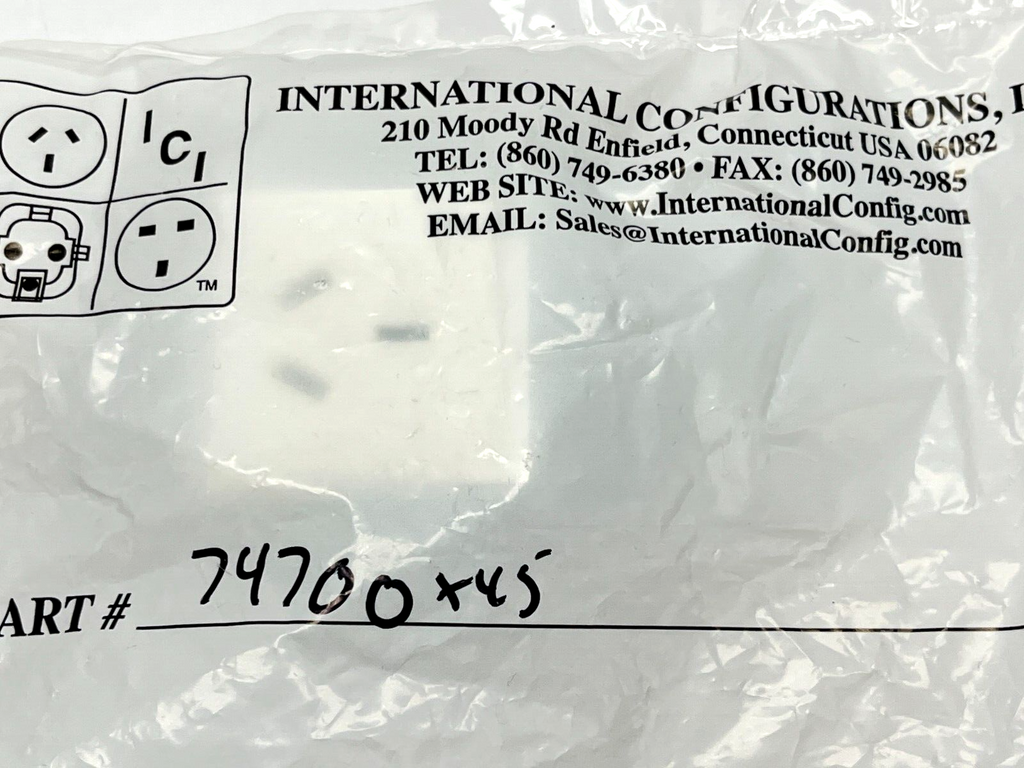 ICI
TM
INTERNATIONAL CONFIGURATIONS, I
210 Moody Rd Enfield, Connecticut USA 06082
TEL: (860) 749-6380 • FAX: (860) 749-2985
WEB SITE: www.InternationalConfig.com
EMAIL: Sales@InternationalConfig.com
ART # 74700x45